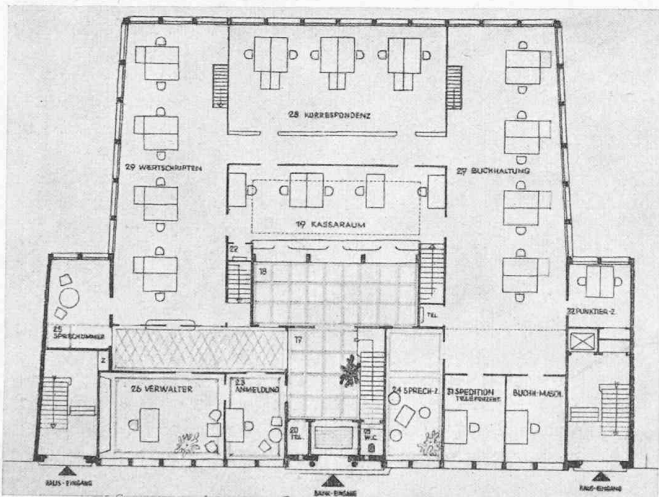 28 KORRESPONDENZ
29 WERTSCHRIFTEN
27 BUCHHALTUNG
19 KASSARAUM
22
18
TEL.
32 PUNKTIER-Z.
25
SPRECHZIMMER
17
Z
26 VERWALTER
23
ANMELDUNG
24 SPRECH-Z.
31 SPEDITION
TELEPHONZENT.
BUCHH-MASCH.
20
TEL.
W.C.
HAUS-EINGANG
BANK-EINGANG
HAUS-EINGANG